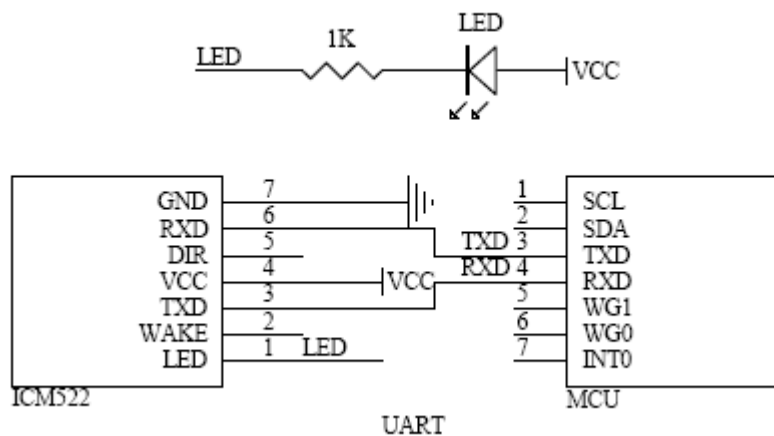 LED
1K
LED
VCC
GND 7
RXD 6
DIR 5
VCC 4 VCC
TXD 3
WAKE 2
LED 1 LED
ICM522
1 SCL
2 SDA
TXD 3 TXD
RXD 4 RXD
5 WG1
6 WG0
7 INT0
MCU
UART